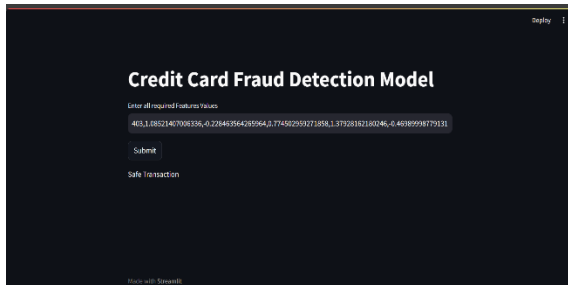 Deploy
Credit Card Fraud Detection Model
Enter all required Features Values
403,1.08521407006336,-0.228463564265964,0.774502959271858,1.37928162180246,-0.46989998779131
Submit
Safe Transaction
Made with Streamlit